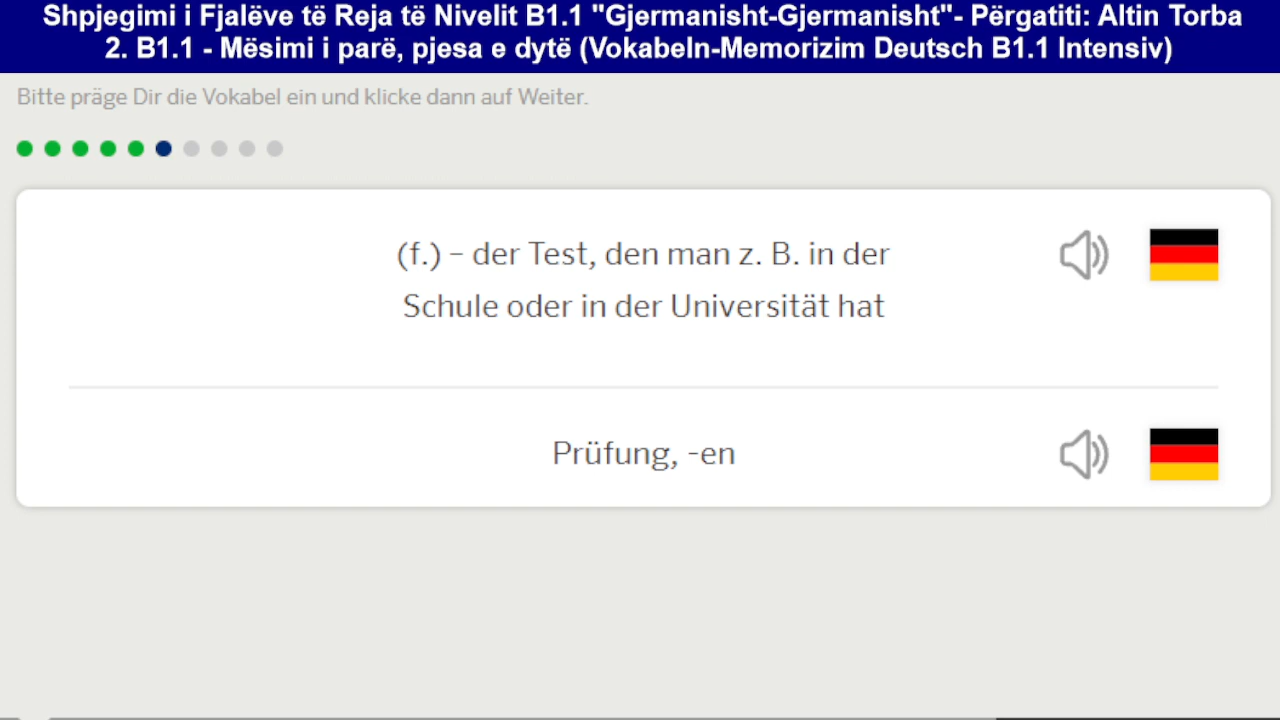 Shpjegimi i Fjalëve të Reja të Nivelit B1.1 "Gjermanisht-Gjermanisht"- Përgatiti: Altin Torba
2. B1.1 - Mësimi i parë, pjesa e dytë (Vokabeln-Memorizim Deutsch B1.1 Intensiv)
Bitte präge Dir die Vokabel ein und klicke dann auf Weiter.
(f.) – der Test, den man z. B. in der
Schule oder in der Universität hat
Prüfung, -en